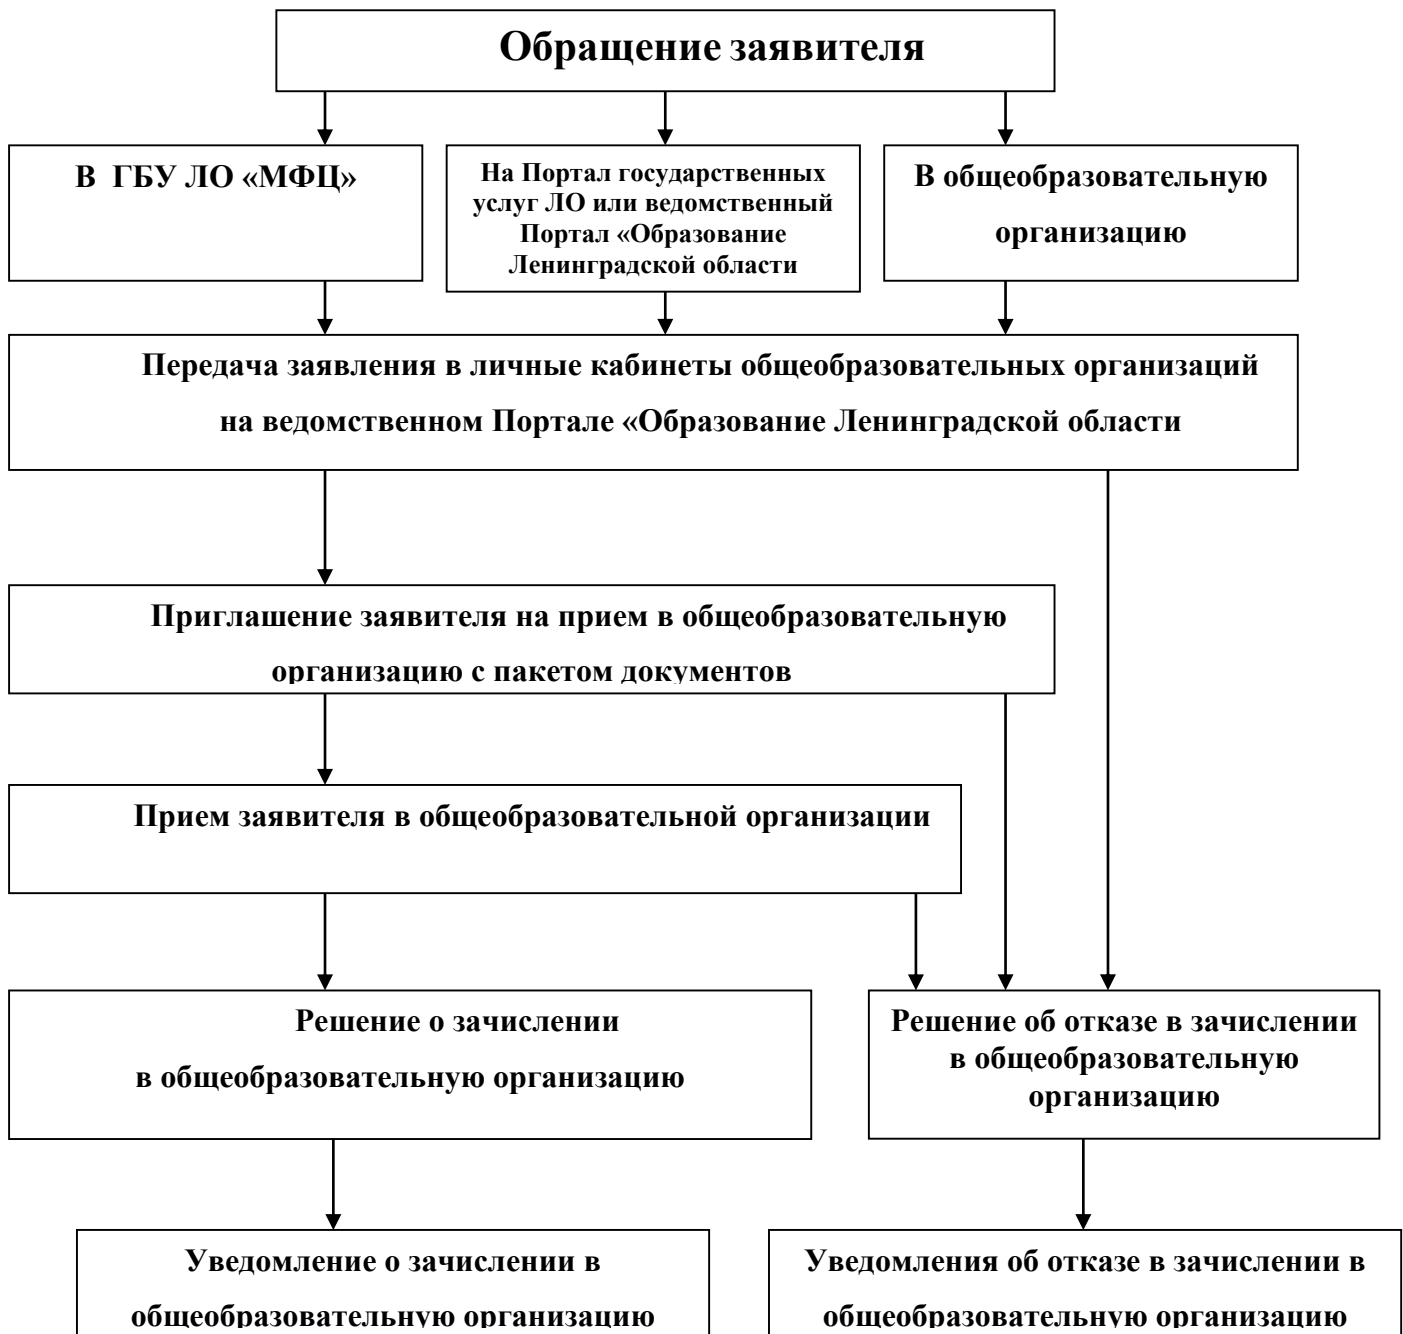 Обращение заявителя
В ГБУ ЛО «МФЦ»
На Портал государственных
услуг ЛО или ведомственный
Портал «Образование
Ленинградской области
В общеобразовательную
организацию
Передача заявления в личные кабинеты общеобразовательных организаций
на ведомственном Портале «Образование Ленинградской области
Приглашение заявителя на прием в общеобразовательную
организацию с пакетом документов
Прием заявителя в общеобразовательной организации
Решение о зачислении
в общеобразовательную организацию
Решение об отказе в зачислении
в общеобразовательную
организацию
Уведомление о зачислении в
общеобразовательную организацию
Уведомления об отказе в зачислении в
общеобразовательную организацию